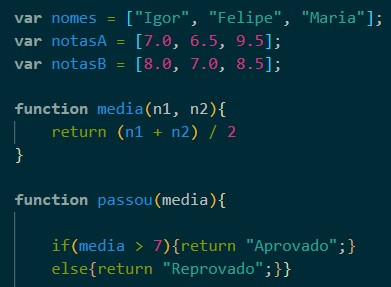 var nomes = ["Igor", "Felipe", "Maria"];
var notasA = [7.0, 6.5, 9.5];
var notasB = [8.0, 7.0, 8.5];
function media(n1, n2){
return (n1 + n2) / 2
}
function passou(media){
if(media > 7){return "Aprovado";}
else{return "Reprovado";}}